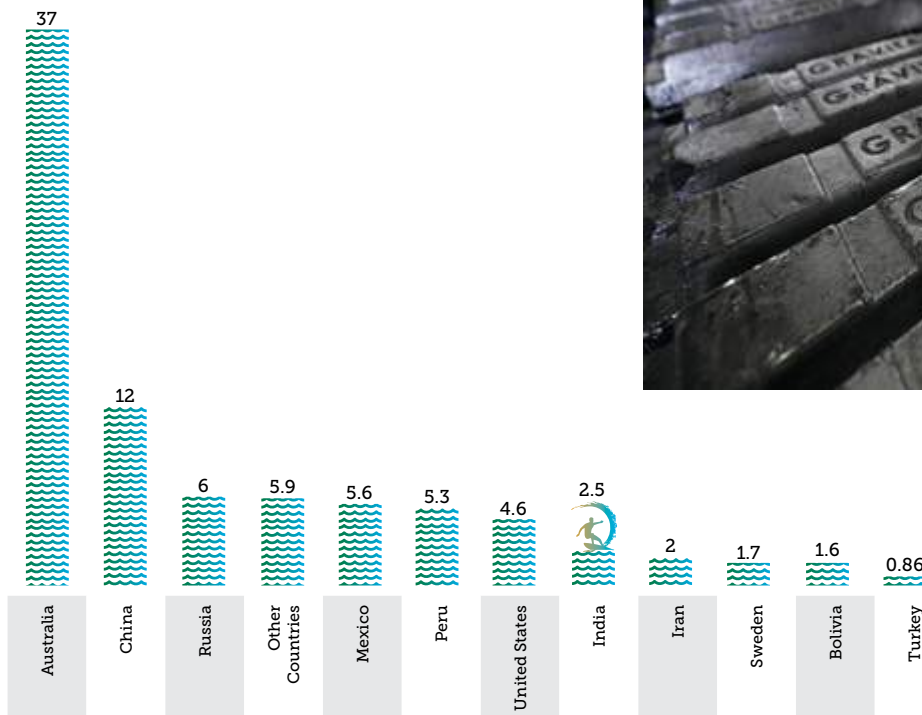 37
12
6
5.9
5.6
5.3
4.6
2.5
2
1.7
1.6
0.86
Australia
China
Russia
Other
Countries
Mexico
Peru
United States
India
Iran
Sweden
Bolivia
Turkey